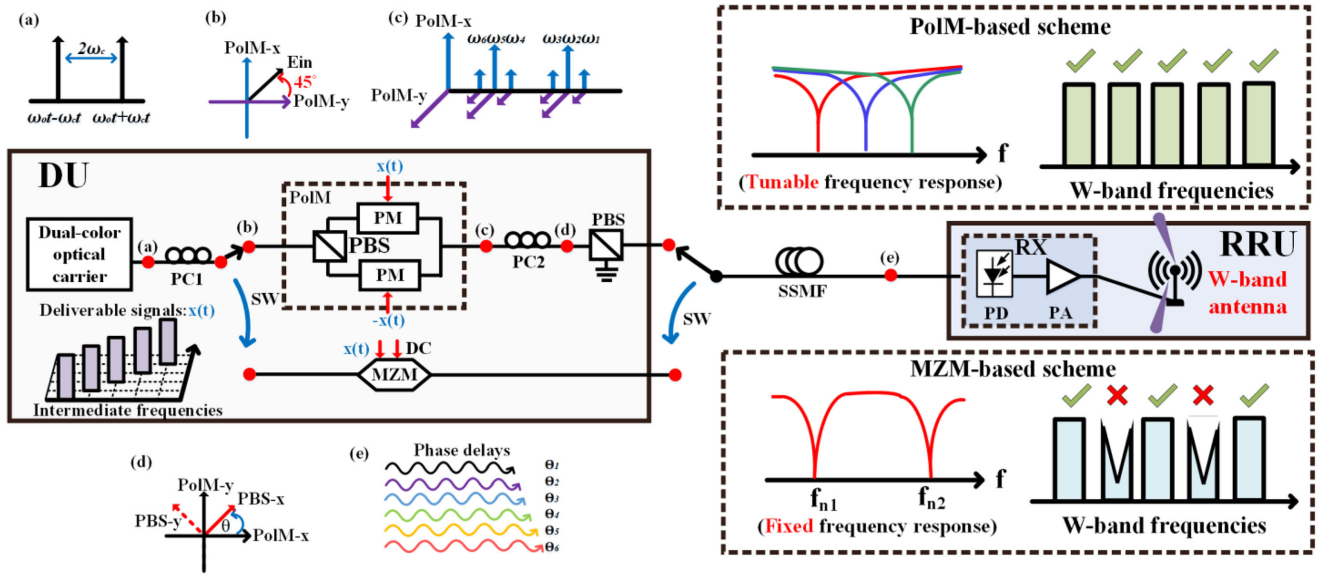 (a)
2ωc
ω₀t-ωct
ω₀t+ωct
(b)
PolM-x
Ein
45°
PolM-y
(c)
PolM-x
ω₆ω₅ω₄
ω₃ω₂ω₁
PolM-y
PolM-based scheme
f
(Tunable frequency response)
W-band frequencies
DU
x(t)
PolM
PM
PBS
PM
-x(t)
Dual-color
optical
carrier
(a)
PC1
(b)
(c)
PC2
(d)
PBS
SW
SW
SSMF
(e)
RX
PD
PA
RRU
W-band
antenna
Deliverable signals:x(t)
Intermediate frequencies
x(t)
DC
MZM
MZM-based scheme
fn1
fn2
f
(Fixed frequency response)
W-band frequencies
(d)
PolM-y
PBS-x
PBS-y
θ
PolM-x
(e)
Phase delays
Θ₁
Θ₂
Θ₃
Θ₄
Θ₅
Θ₆